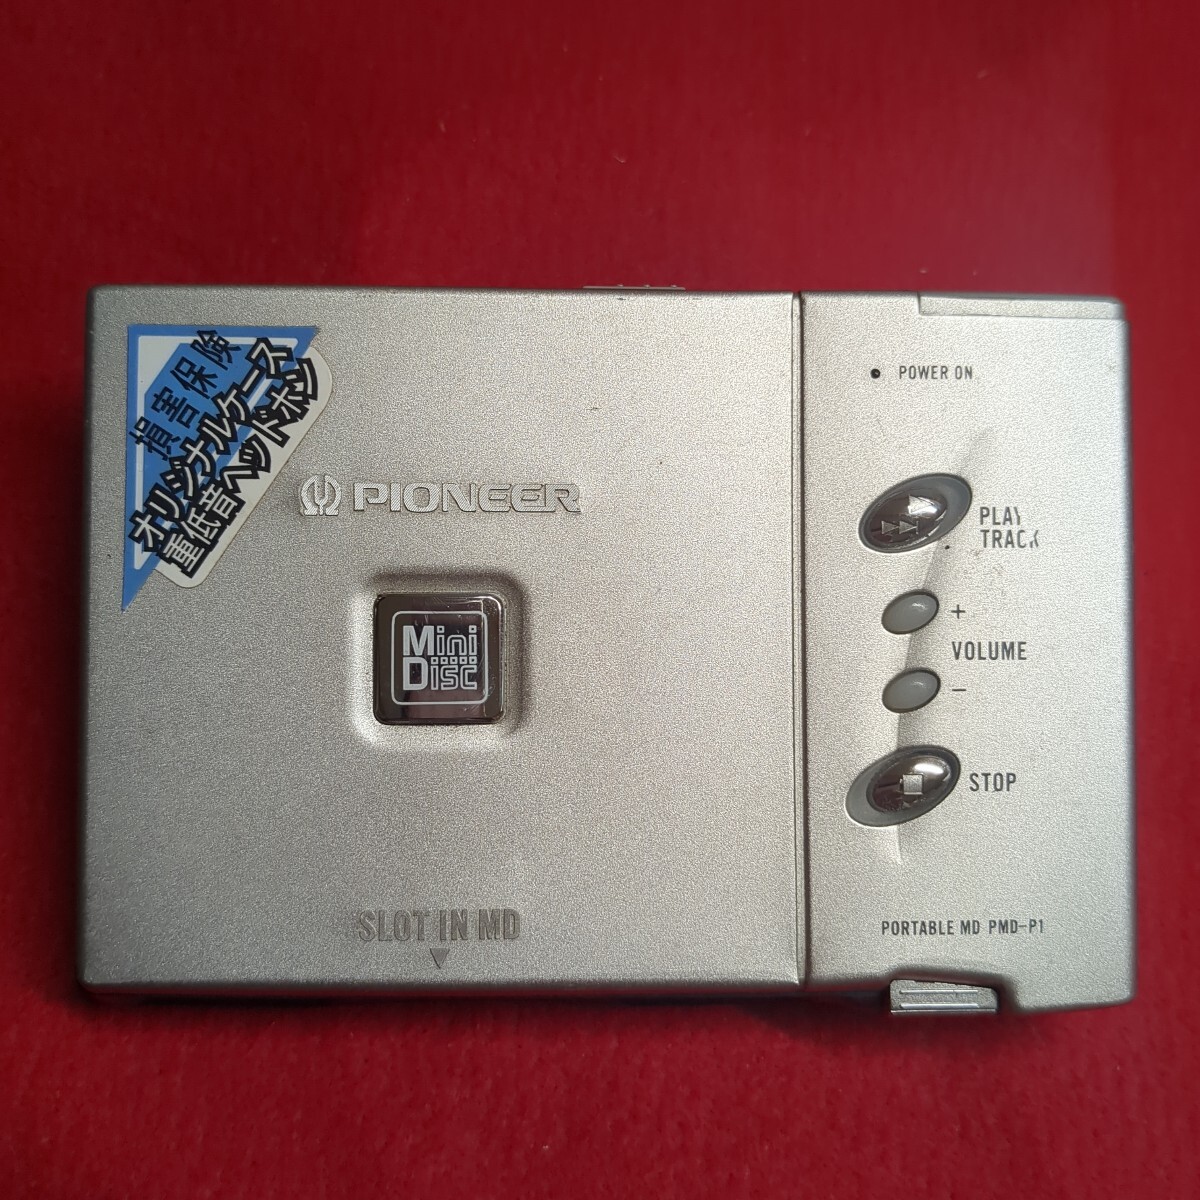 損害保険
オリジナルケース
重低音ヘッドホン
PIONEER
Mini
Disc
SLOT IN MD
POWER ON
PLAY
TRACK
+
VOLUME
−
STOP
PORTABLE MD PMD-P1